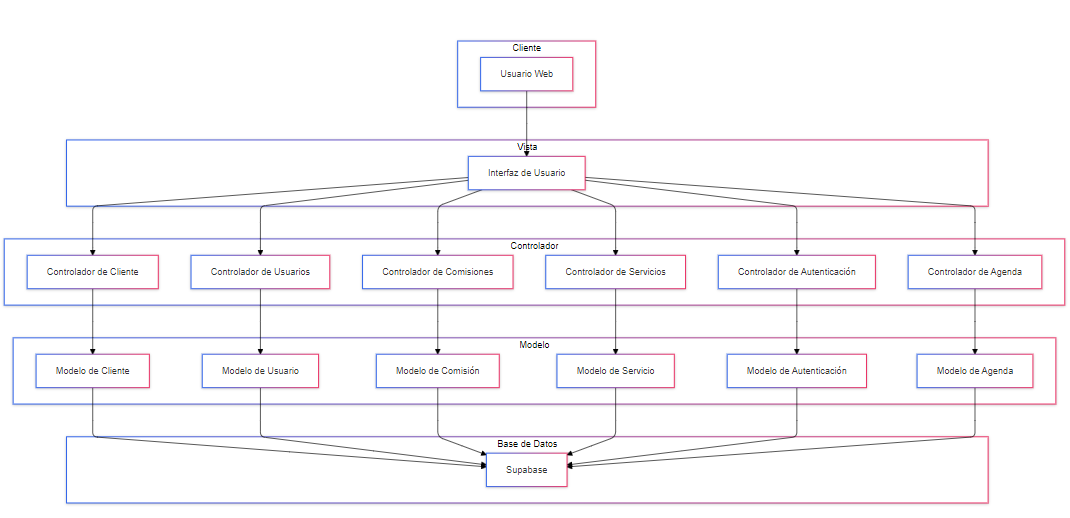 Cliente
Usuario Web
Vista
Interfaz de Usuario
Controlador
Controlador de Cliente
Controlador de Usuarios
Controlador de Comisiones
Controlador de Servicios
Controlador de Autenticación
Controlador de Agenda
Modelo
Modelo de Cliente
Modelo de Usuario
Modelo de Comisión
Modelo de Servicio
Modelo de Autenticación
Modelo de Agenda
Base de Datos
Supabase